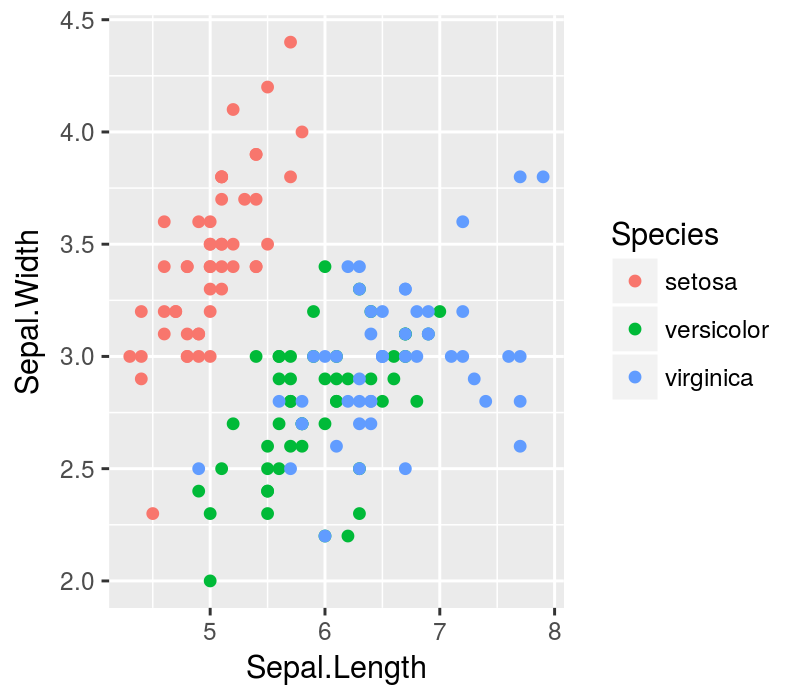 4.5
4.0
3.5
3.0
2.5
2.0
Sepal.Width
5 6 7 8
Sepal.Length
Species
setosa
versicolor
virginica